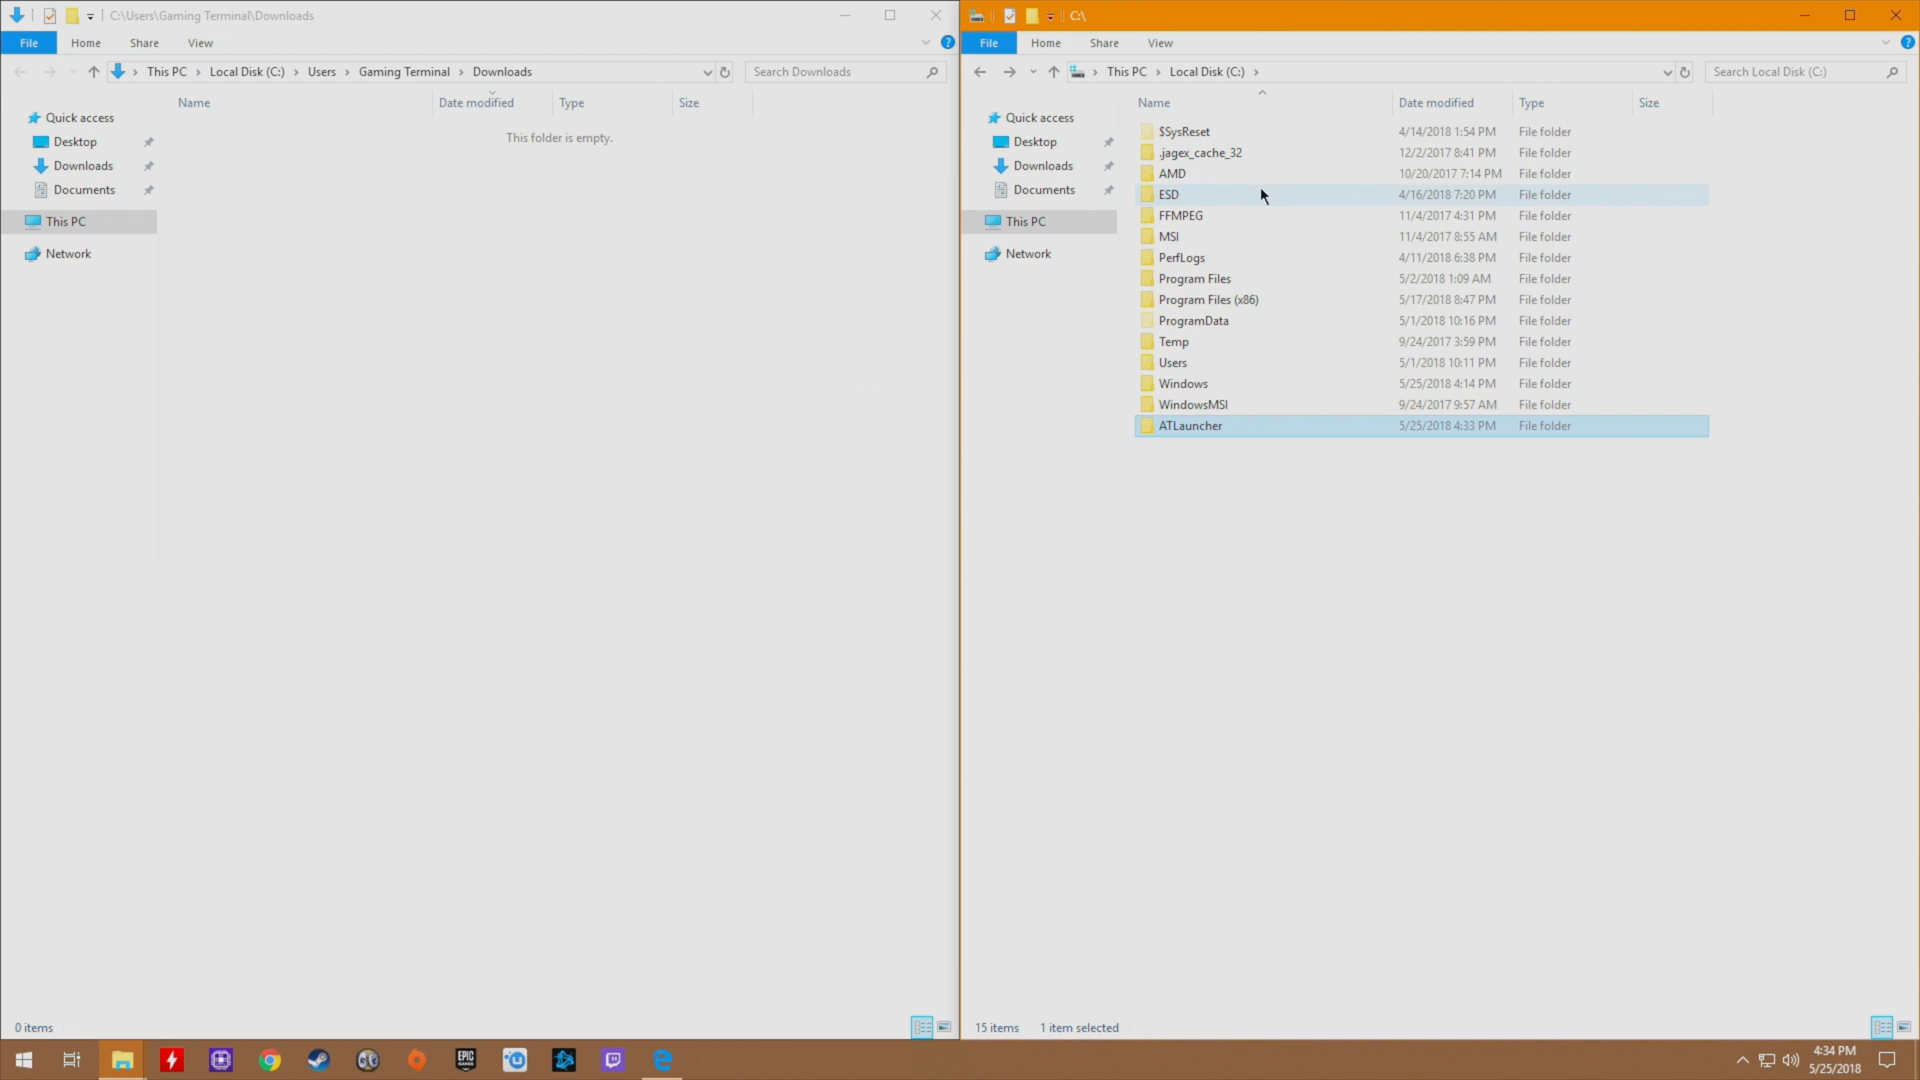 C:\Users\Gaming Terminal\Downloads
File Home Share View
This PC Local Disk (C:) Users Gaming Terminal Downloads
Search Downloads
Name Date modified Type Size
This folder is empty.
Quick access
Desktop
Downloads
Documents
This PC
Network
0 items
C:\
File Home Share View
This PC Local Disk (C:)
Search Local Disk (C:)
Name Date modified Type Size
Quick access
Desktop
Downloads
Documents
This PC
Network
$SysReset 4/14/2018 1:54 PM File folder
.jagex_cache_32 12/2/2017 8:41 PM File folder
AMD 10/20/2017 7:14 PM File folder
ESD 4/16/2018 7:20 PM File folder
FFMPEG 11/4/2017 4:31 PM File folder
MSI 11/4/2017 8:55 AM File folder
PerfLogs 4/11/2018 6:38 PM File folder
Program Files 5/2/2018 1:09 AM File folder
Program Files (x86) 5/17/2018 8:47 PM File folder
ProgramData 5/1/2018 10:16 PM File folder
Temp 9/24/2017 3:59 PM File folder
Users 5/1/2018 10:11 PM File folder
Windows 5/25/2018 4:14 PM File folder
WindowsMSI 9/24/2017 9:57 AM File folder
ATLauncher 5/25/2018 4:33 PM File folder
15 items 1 item selected
EPIC
GAMES
4:34 PM
5/25/2018